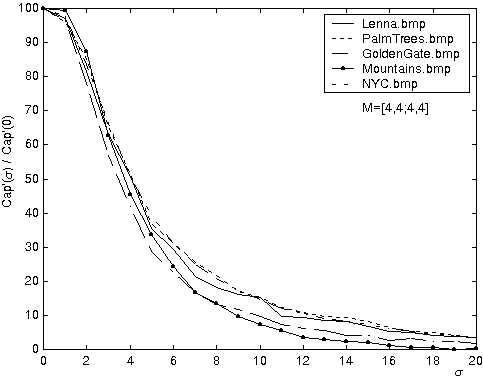 100
90
80
70
60
50
40
30
20
10
0
Cap'(σ) / Cap'(0)
Lenna.bmp
PalmTrees.bmp
GoldenGate.bmp
Mountains.bmp
NYC.bmp
M=[4,4;4,4]
0 2 4 6 8 10 12 14 16 18 20
σ